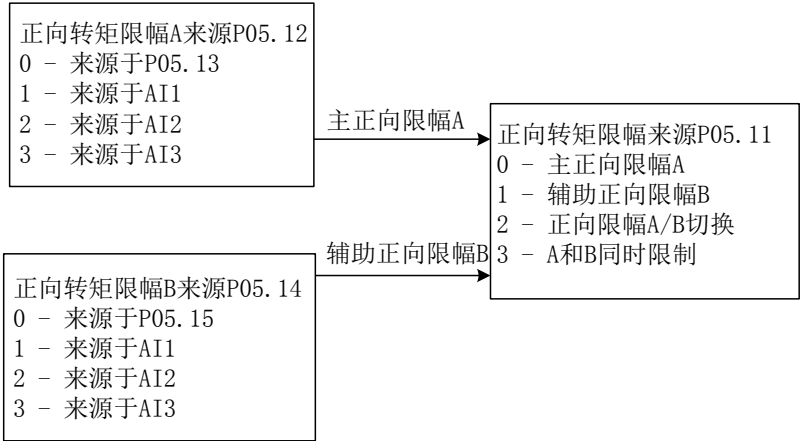 正向转矩限幅A来源P05.12
0 - 来源于P05.13
1 - 来源于AI1
2 - 来源于AI2
3 - 来源于AI3
主正向限幅A
正向转矩限幅来源P05.11
0 - 主正向限幅A
1 - 辅助正向限幅B
2 - 正向限幅A/B切换
3 - A和B同时限制
辅助正向限幅B
正向转矩限幅B来源P05.14
0 - 来源于P05.15
1 - 来源于AI1
2 - 来源于AI2
3 - 来源于AI3